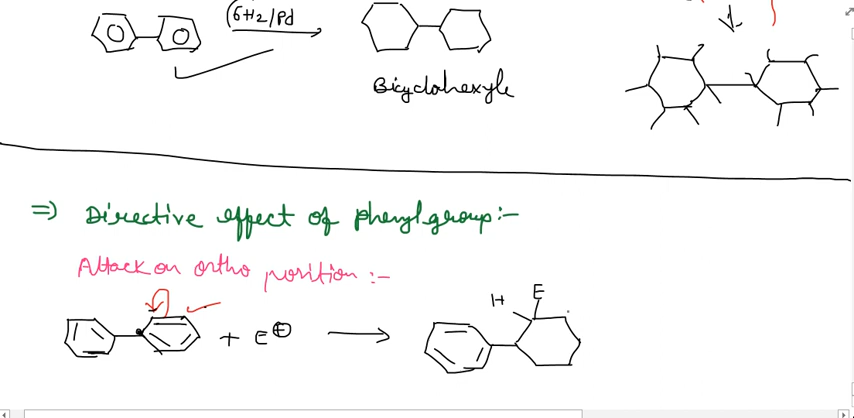 (6H2/Pd
Bicyclohexyle
=) Directive effect of phenyl group :-
Attack on ortho position :-
+ E⊕
H E